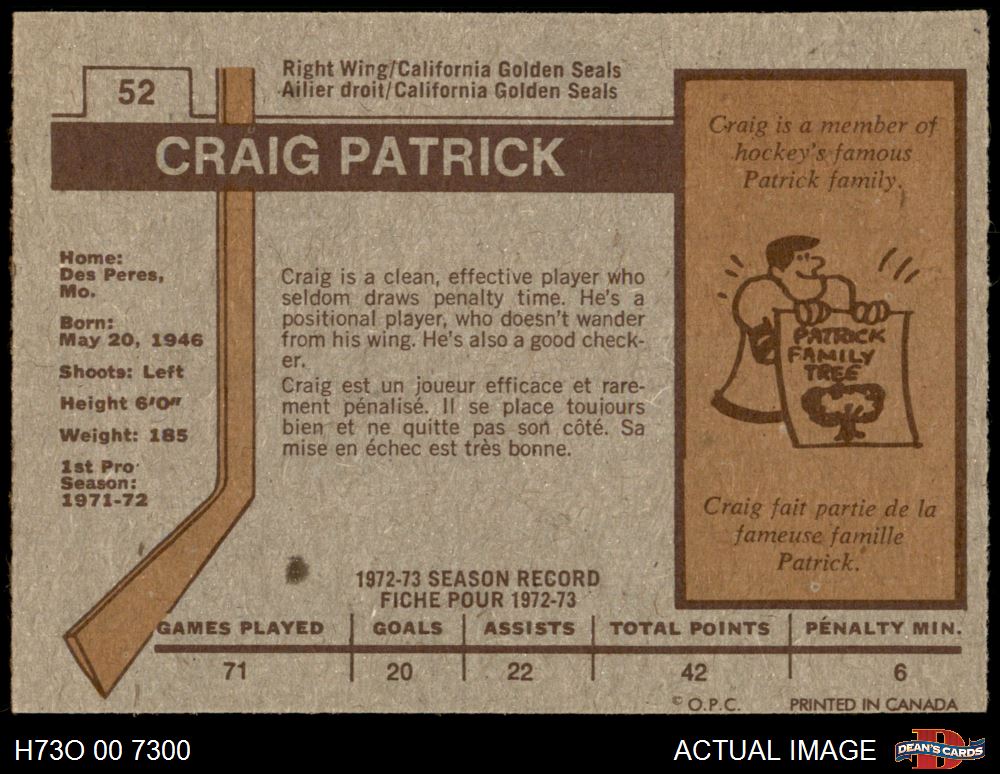 52
Right Wing/California Golden Seals
Ailier droit/California Golden Seals
CRAIG PATRICK
Home:
Des Peres,
Mo.
Born:
May 20, 1946
Shoots: Left
Height 6'0"
Weight: 185
1st Pro
Season:
1971-72
Craig is a clean, effective player who
seldom draws penalty time. He's a
positional player, who doesn't wander
from his wing. He's also a good check-
er.
Craig est un joueur efficace et rare-
ment pénalisé. Il se place toujours
bien et ne quitte pas son côté. Sa
mise en échec est très bonne.
Craig is a member of
hockey's famous
Patrick family.
PATRICK
FAMILY
TREE
Craig fait partie de la
fameuse famille
Patrick.
1972-73 SEASON RECORD
FICHE POUR 1972-73
GAMES PLAYED GOALS ASSISTS TOTAL POINTS PÉNALITY MIN.
71 20 22 42 6
© O.P.C. PRINTED IN CANADA
H73O 00 7300 ACTUAL IMAGE D DEAN'S CARDS